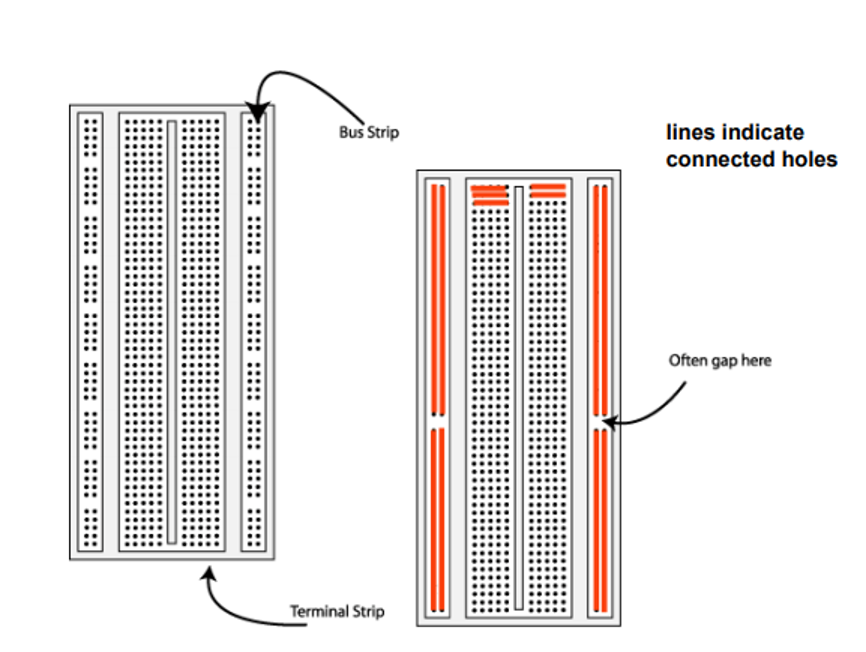 Bus Strip
lines indicate
connected holes
Often gap here
Terminal Strip